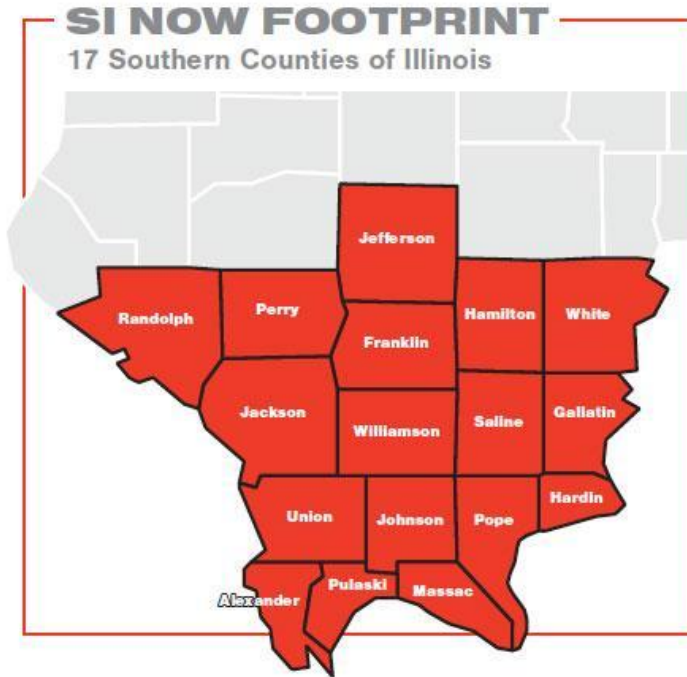 SI NOW FOOTPRINT
17 Southern Counties of Illinois
Jefferson
Randolph
Perry
Hamilton
White
Franklin
Jackson
Williamson
Saline
Gallatin
Hardin
Union
Johnson
Pope
Alexander
Pulaski
Massac